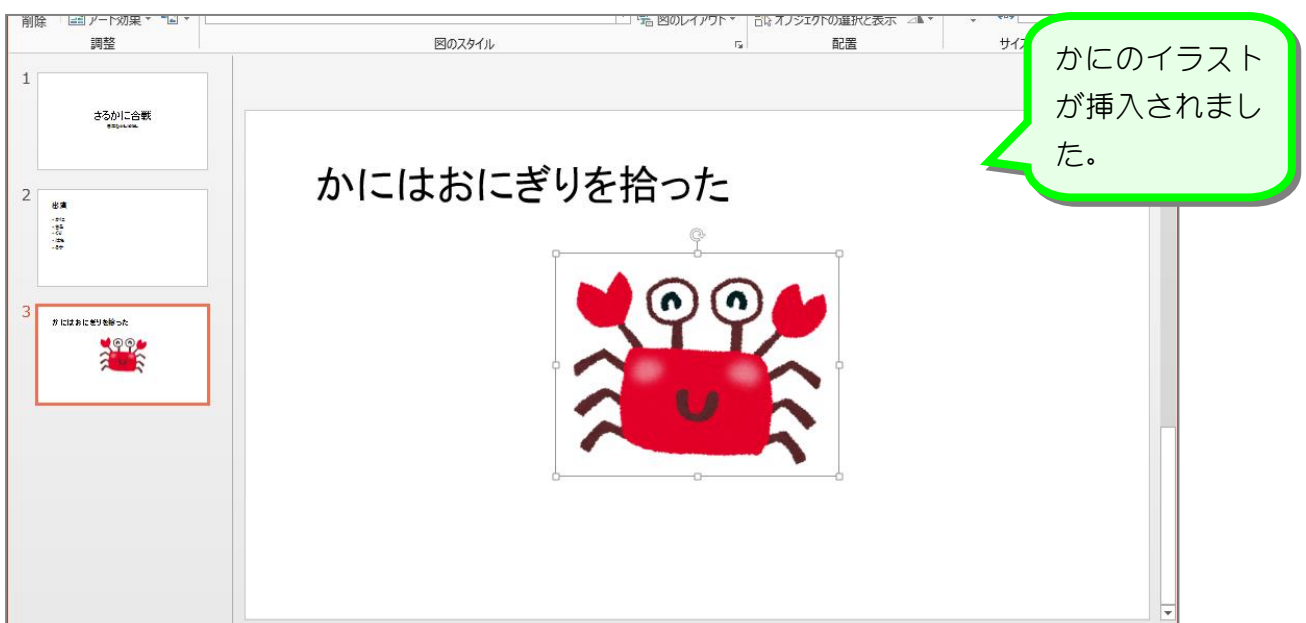 削除
アート効果
図のレイアウト
オブジェクトの選択と表示
調整
図のスタイル
配置
サイズ
かにのイラスト
が挿入されまし
た。
1
さるかに合戦
2
出演
3
かにはおにぎりを拾った
かにはおにぎりを拾った